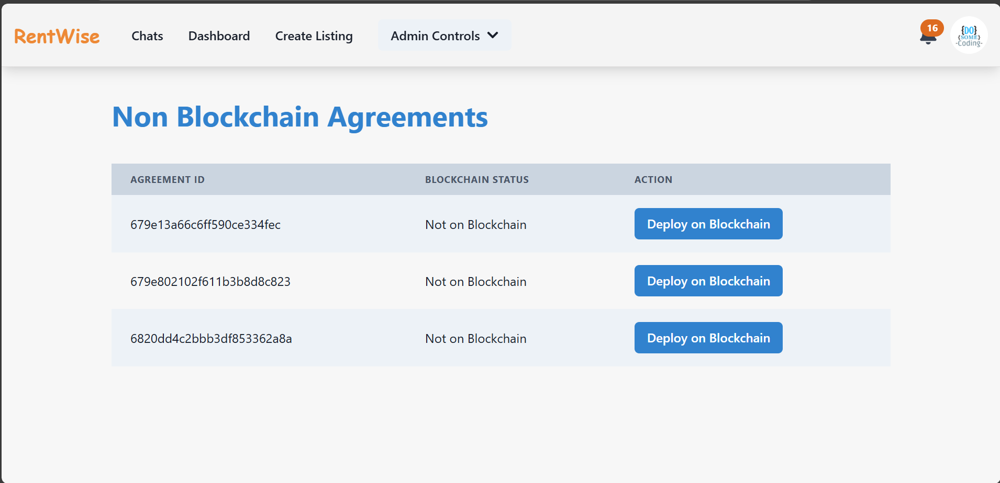 RentWise Chats Dashboard Create Listing Admin Controls 16
{DO}
{SOME}
-Coding-
Non Blockchain Agreements
AGREEMENT ID BLOCKCHAIN STATUS ACTION
679e13a66c6ff590ce334fec Not on Blockchain Deploy on Blockchain
679e802102f611b3b8d8c823 Not on Blockchain Deploy on Blockchain
6820dd4c2bbb3df853362a8a Not on Blockchain Deploy on Blockchain